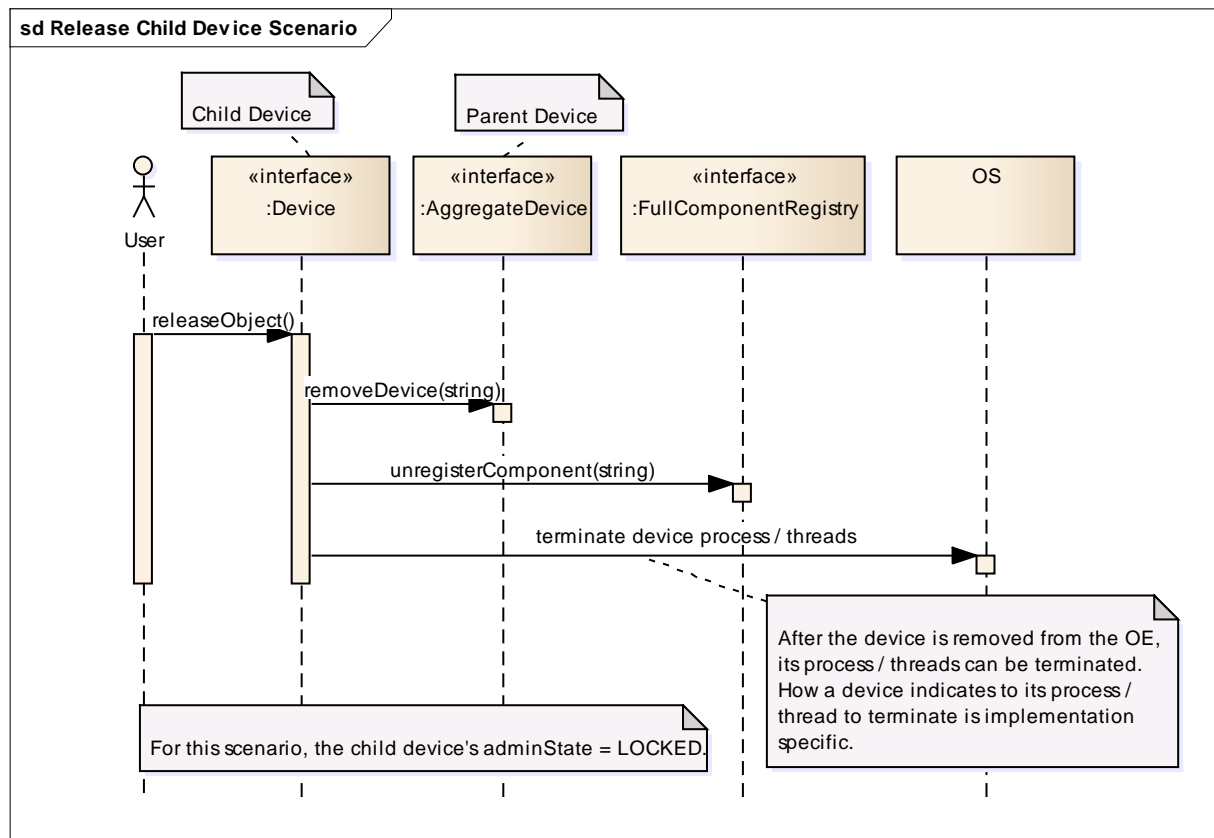 sd Release Child Device Scenario
Child Device
Parent Device
«interface»
:Device
«interface»
:AggregateDevice
«interface»
:FullComponentRegistry
OS
User
releaseObject()
removeDevice(string)
unregisterComponent(string)
terminate device process / threads
After the device is removed from the OE,
its process / threads can be terminated.
How a device indicates to its process /
thread to terminate is implementation
specific.
For this scenario, the child device's adminState = LOCKED.